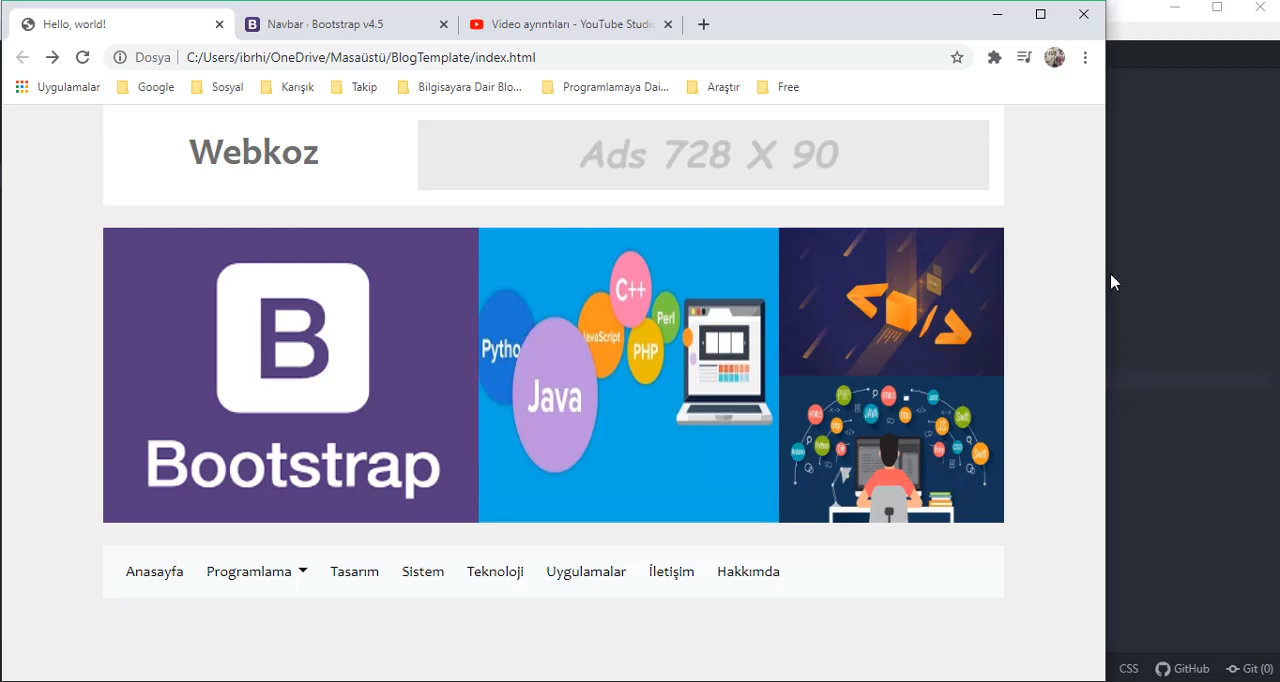 Hello, world!
Navbar · Bootstrap v4.5
Video ayrıntıları - YouTube Studio
Dosya
C:/Users/ibrhi/OneDrive/Masaüstü/BlogTemplate/index.html
Uygulamalar
Google
Sosyal
Karışık
Takip
Bilgisayara Dair Blo...
Programlamaya Dai...
Araştır
Free
Webkoz
Ads 728 X 90
B
Bootstrap
C++
Perl
JavaScript
PHP
Python
Java
Anasayfa
Programlama
Tasarım
Sistem
Teknoloji
Uygulamalar
İletişim
Hakkımda
CSS
GitHub
Git (0)